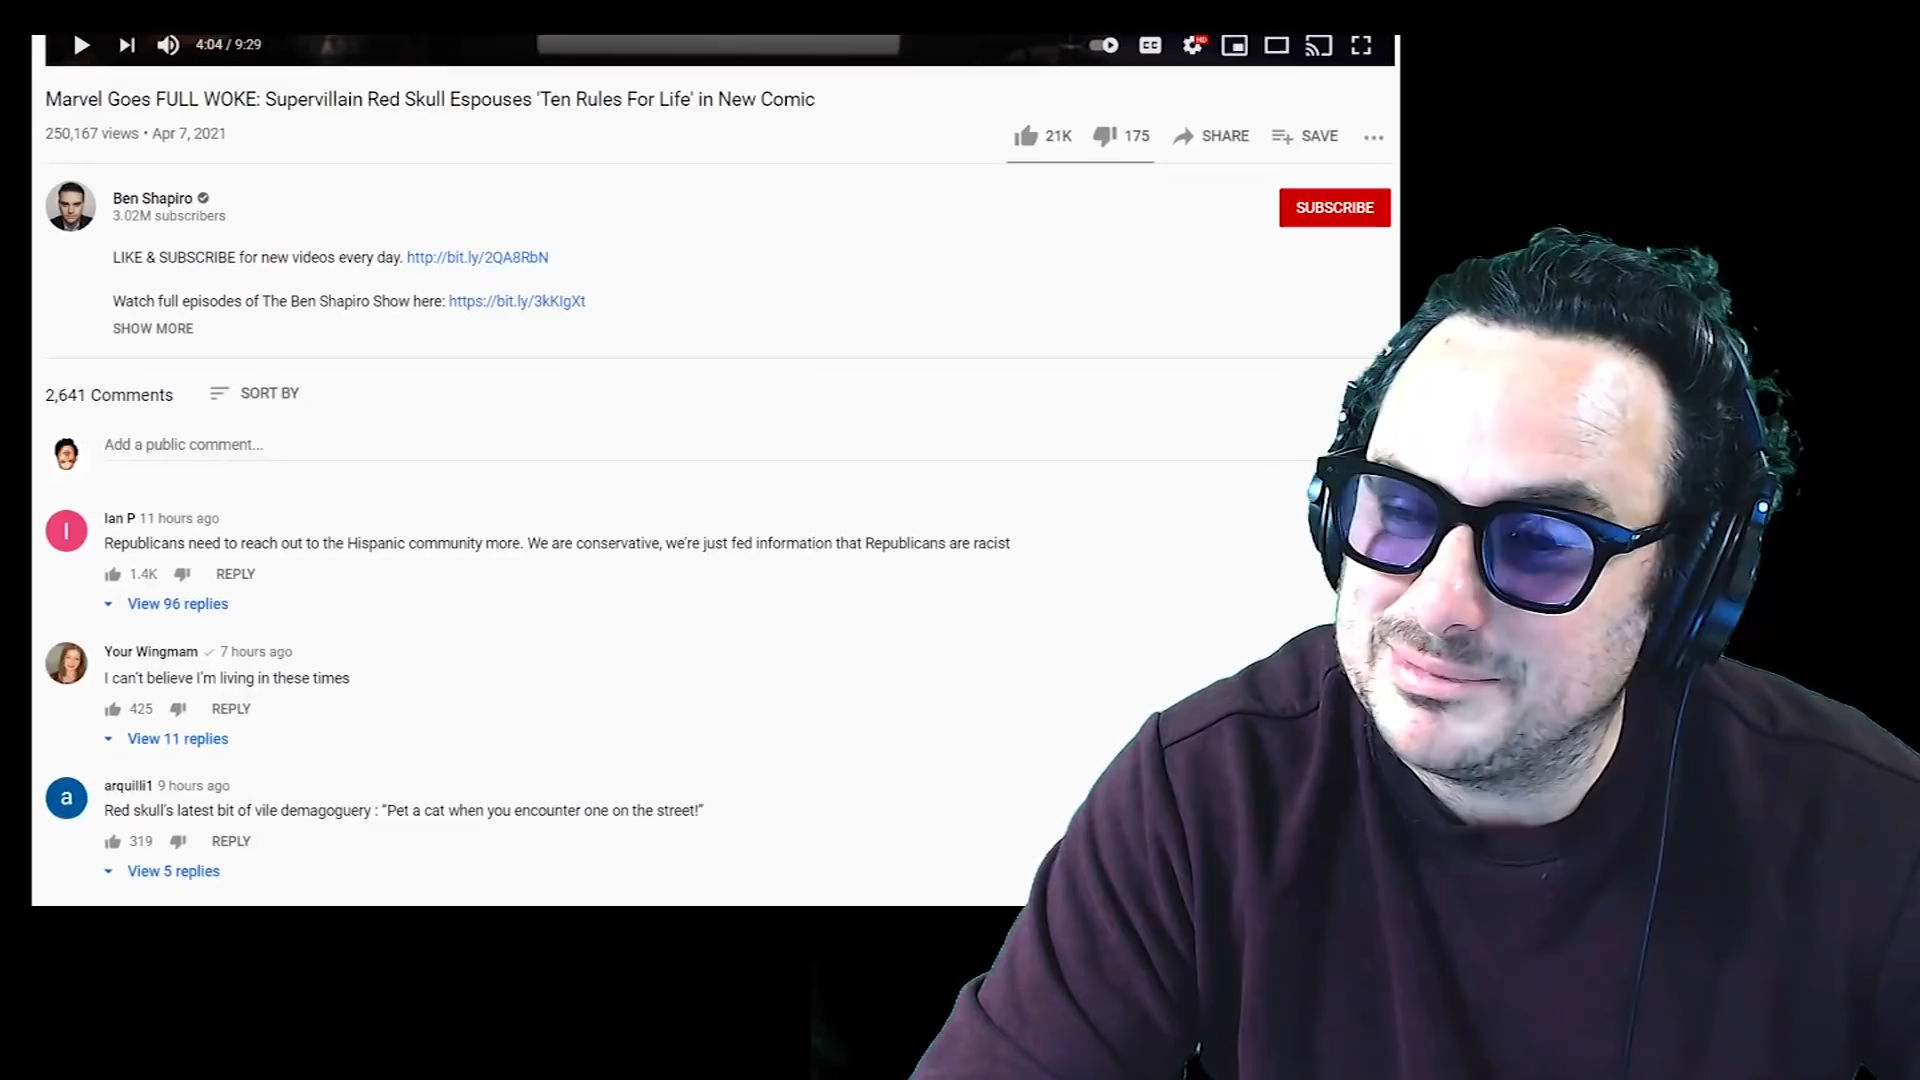 4:04 / 9:29
CC
HD
Marvel Goes FULL WOKE: Supervillain Red Skull Espouses 'Ten Rules For Life' in New Comic
250,167 views • Apr 7, 2021
21K
175
SHARE
SAVE
Ben Shapiro
3.02M subscribers
SUBSCRIBE
LIKE & SUBSCRIBE for new videos every day. http://bit.ly/2QA8RbN
Watch full episodes of The Ben Shapiro Show here: https://bit.ly/3kKIgXt
SHOW MORE
2,641 Comments
SORT BY
Add a public comment...
I
Ian P 11 hours ago
Republicans need to reach out to the Hispanic community more. We are conservative, we're just fed information that Republicans are racist
1.4K
REPLY
View 96 replies
Your Wingmam 7 hours ago
I can't believe I'm living in these times
425
REPLY
View 11 replies
a
arquilli1 9 hours ago
Red skull's latest bit of vile demagoguery : “Pet a cat when you encounter one on the street!”
319
REPLY
View 5 replies